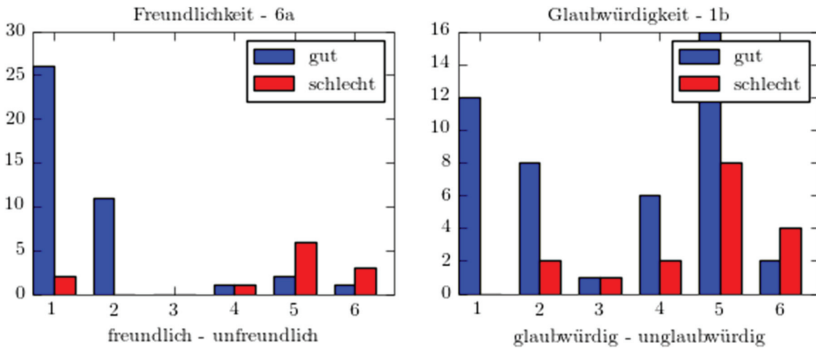 Freundlichkeit - 6a
30
25
20
15
10
5
0
gut
schlecht
1 2 3 4 5 6
freundlich - unfreundlich
Glaubwürdigkeit - 1b
16
14
12
10
8
6
4
2
0
gut
schlecht
1 2 3 4 5 6
glaubwürdig - unglaubwürdig